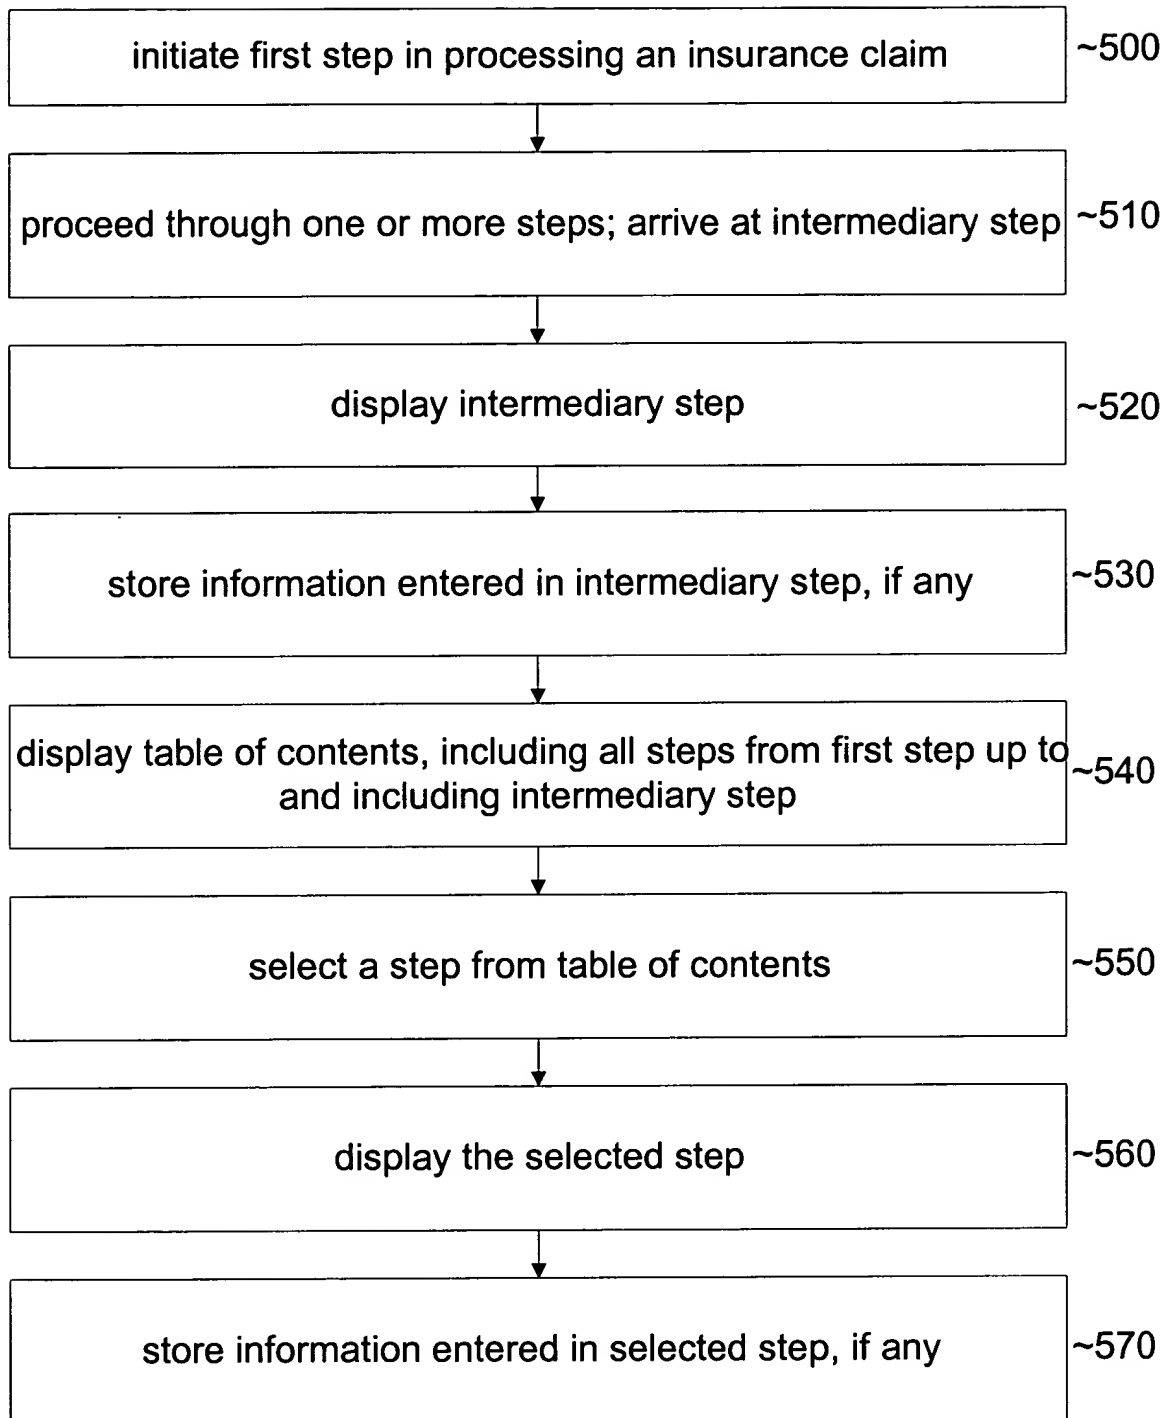 initiate first step in processing an insurance claim
~500
proceed through one or more steps; arrive at intermediary step
~510
display intermediary step
~520
store information entered in intermediary step, if any
~530
display table of contents, including all steps from first step up to
and including intermediary step
~540
select a step from table of contents
~550
display the selected step
~560
store information entered in selected step, if any
~570